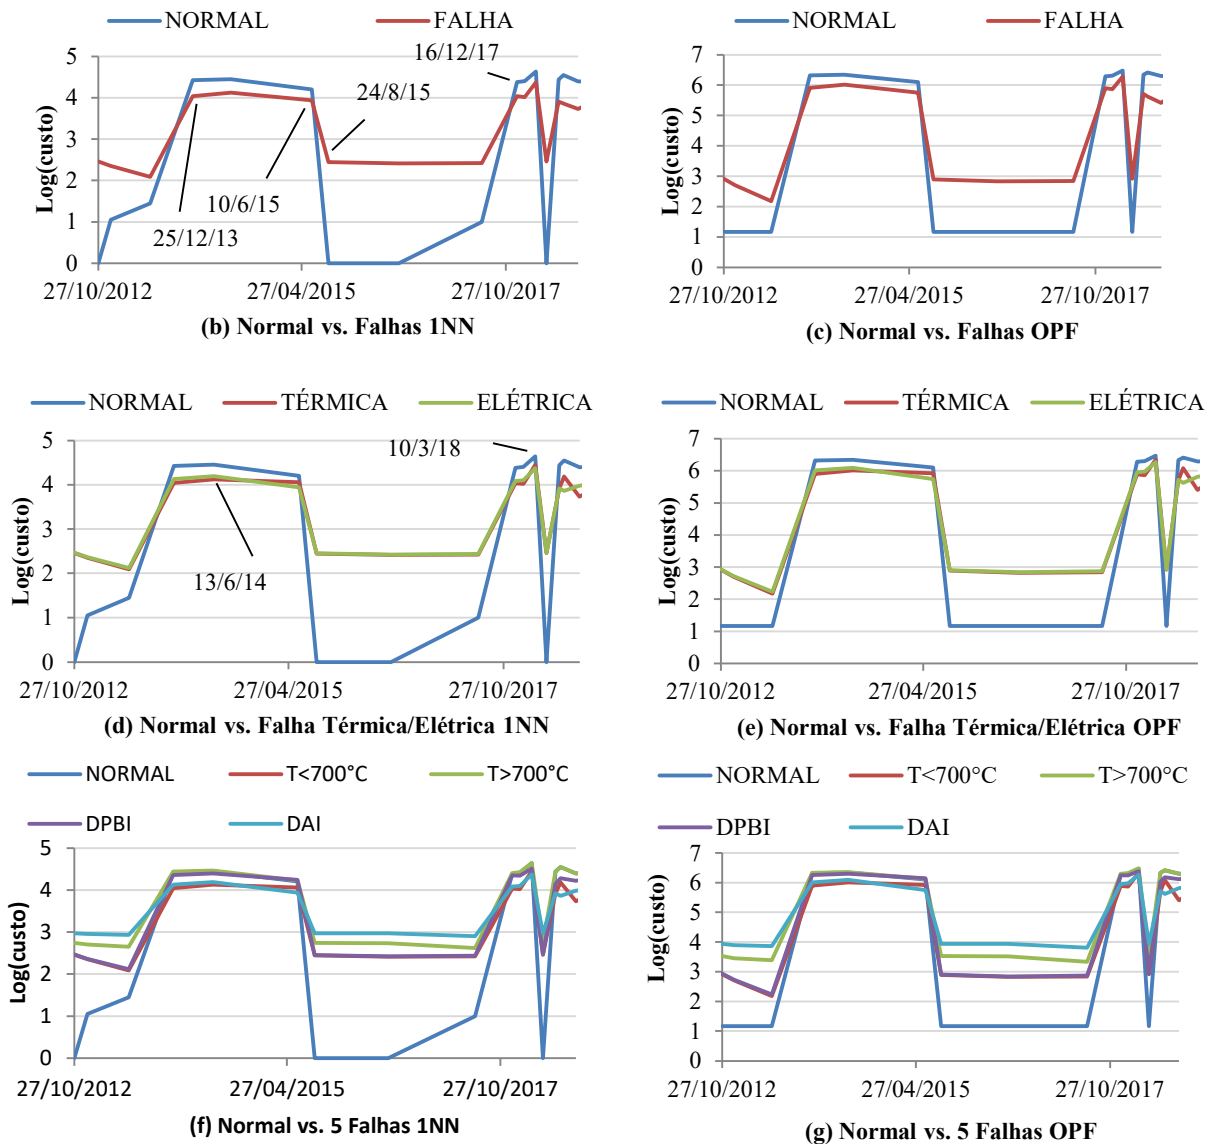 NORMAL FALHA
5
4
3
2
1
0
Log(custo)
16/12/17
24/8/15
10/6/15
25/12/13
27/10/2012 27/04/2015 27/10/2017
(b) Normal vs. Falhas 1NN
NORMAL FALHA
7
6
5
4
3
2
1
0
Log(custo)
27/10/2012 27/04/2015 27/10/2017
(c) Normal vs. Falhas OPF
NORMAL TÉRMICA ELÉTRICA
5
4
3
2
1
0
Log(custo)
10/3/18
13/6/14
27/10/2012 27/04/2015 27/10/2017
(d) Normal vs. Falha Térmica/Elétrica 1NN
NORMAL TÉRMICA ELÉTRICA
7
6
5
4
3
2
1
0
Log(custo)
27/10/2012 27/04/2015 27/10/2017
(e) Normal vs. Falha Térmica/Elétrica OPF
NORMAL T<700°C T>700°C
DPBI DAI
5
4
3
2
1
0
Log(custo)
27/10/2012 27/04/2015 27/10/2017
(f) Normal vs. 5 Falhas 1NN
NORMAL T<700°C T>700°C
DPBI DAI
7
6
5
4
3
2
1
0
Log(custo)
27/10/2012 27/04/2015 27/10/2017
(g) Normal vs. 5 Falhas OPF